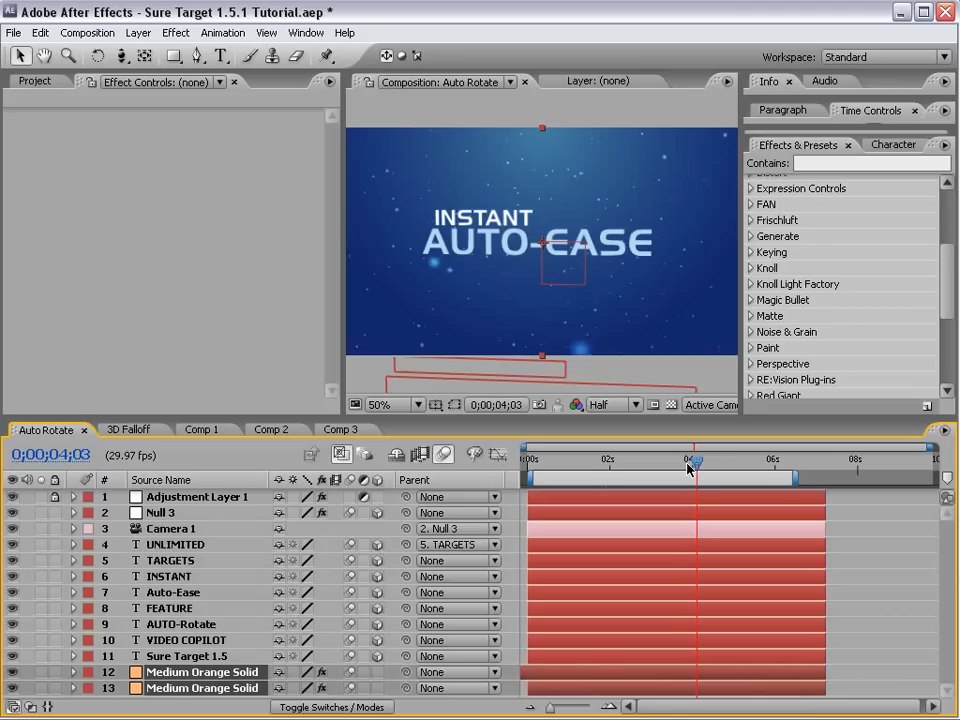 Adobe After Effects - Sure Target 1.5.1 Tutorial.aep *
File Edit Composition Layer Effect Animation View Window Help
Workspace: Standard
Project Effect Controls: (none) Composition: Auto Rotate Layer: (none) Info Audio
Paragraph Time Controls
Effects & Presets Character
Contains:
Expression Controls
FAN
Frischluft
Generate
Keying
Knoll
Knoll Light Factory
Magic Bullet
Matte
Noise & Grain
Paint
Perspective
RE:Vision Plug-ins
Red Giant
INSTANT
AUTO-EASE
50% 0;00;04;03 Half Active Cam
Auto Rotate 3D Falloff Comp 1 Comp 2 Comp 3
0;00;04;03 (29.97 fps)
:00s 02s 04s 06s 08s 10
# Source Name Parent
1 Adjustment Layer 1 None
2 Null 3 None
3 Camera 1 2. Null 3
4 T UNLIMITED 5. TARGETS
5 T TARGETS None
6 T INSTANT None
7 T Auto-Ease None
8 T FEATURE None
9 T AUTO-Rotate None
10 T VIDEO COPILOT None
11 T Sure Target 1.5 None
12 Medium Orange Solid None
13 Medium Orange Solid None
Toggle Switches / Modes